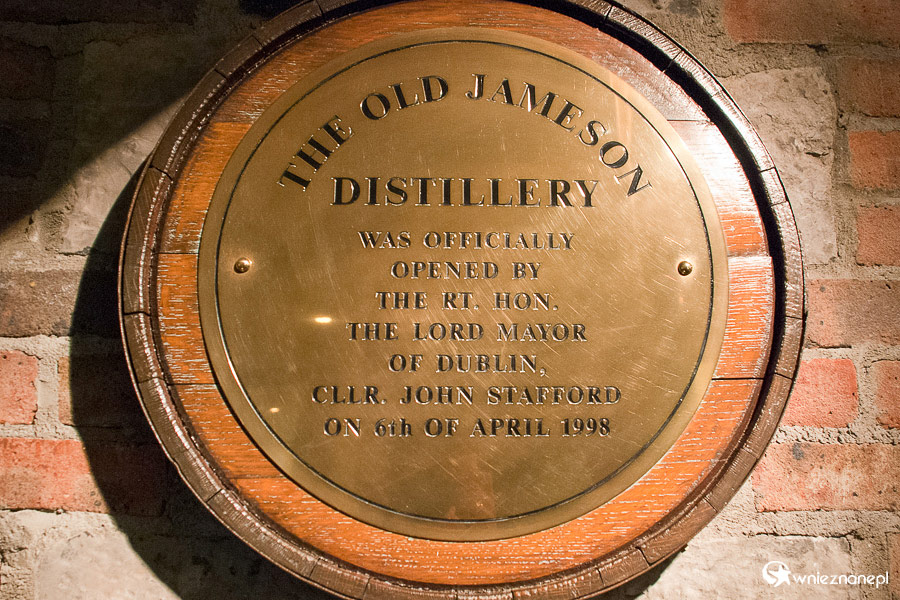 THE OLD JAMESON
DISTILLERY
WAS OFFICIALLY
OPENED BY
THE RT. HON.
THE LORD MAYOR
OF DUBLIN,
CLLR. JOHN STAFFORD
ON 6th OF APRIL 1998
wnieznane.pl